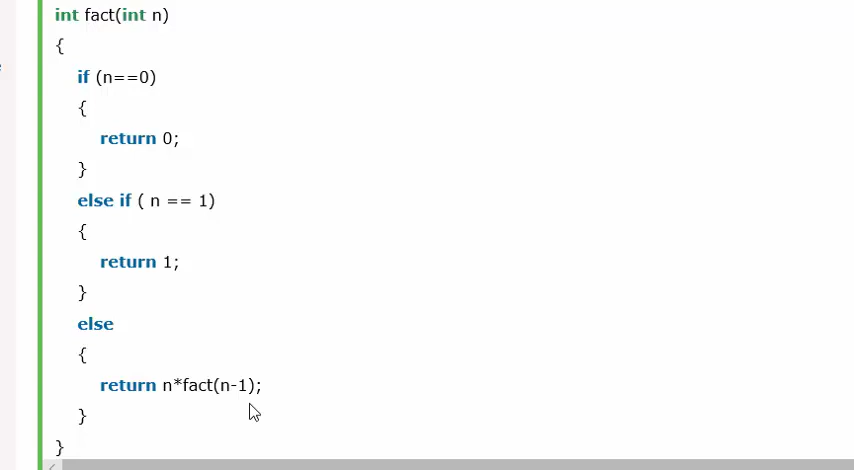 int fact(int n)
{
if (n==0)
{
return 0;
}
else if ( n == 1)
{
return 1;
}
else
{
return n*fact(n-1);
}
}